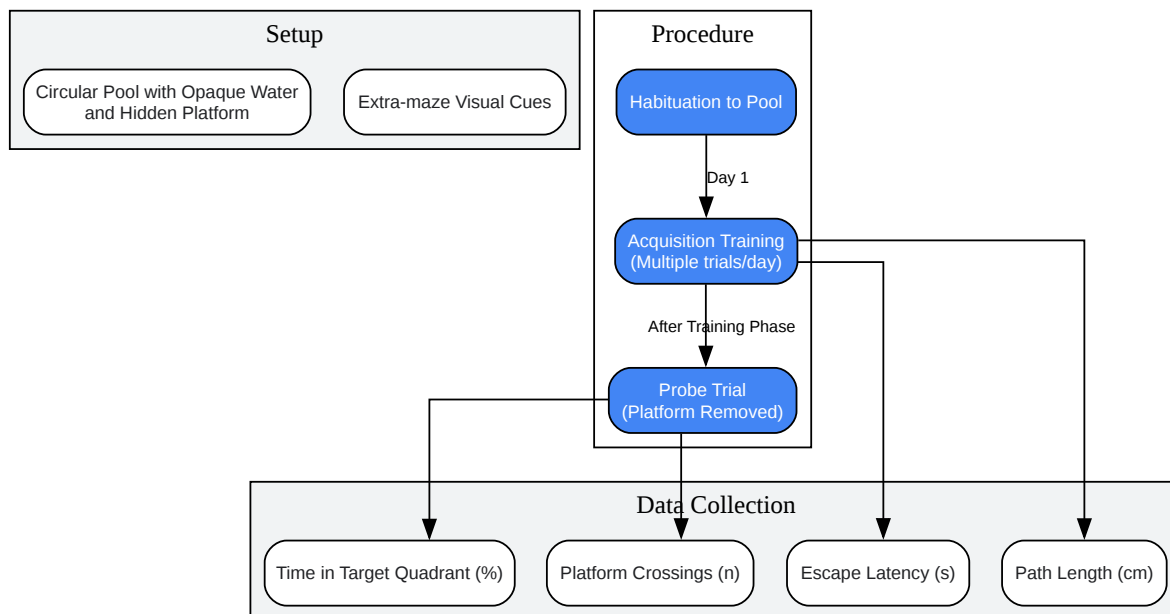 Setup
Circular Pool with Opaque Water
and Hidden Platform
Extra-maze Visual Cues
Procedure
Habituation to Pool
Day 1
Acquisition Training
(Multiple trials/day)
After Training Phase
Probe Trial
(Platform Removed)
Data Collection
Time in Target Quadrant (%)
Platform Crossings (n)
Escape Latency (s)
Path Length (cm)